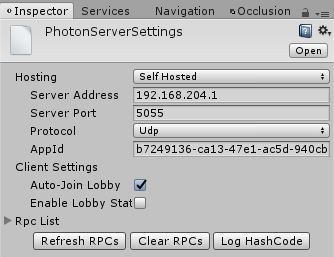 Inspector Services Navigation Occlusion
PhotonServerSettings
Open
Hosting Self Hosted
Server Address 192.168.204.1
Server Port 5055
Protocol Udp
AppId b7249136-ca13-47e1-ac5d-940cb
Client Settings
Auto-Join Lobby
Enable Lobby Stat
Rpc List
Refresh RPCs Clear RPCs Log HashCode